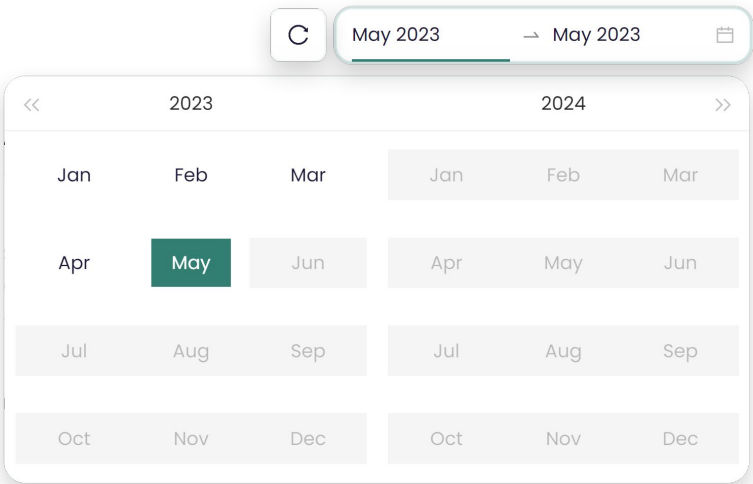 May 2023 → May 2023
« 2023 2024 »
Jan Feb Mar Jan Feb Mar
Apr May Jun Apr May Jun
Jul Aug Sep Jul Aug Sep
Oct Nov Dec Oct Nov Dec